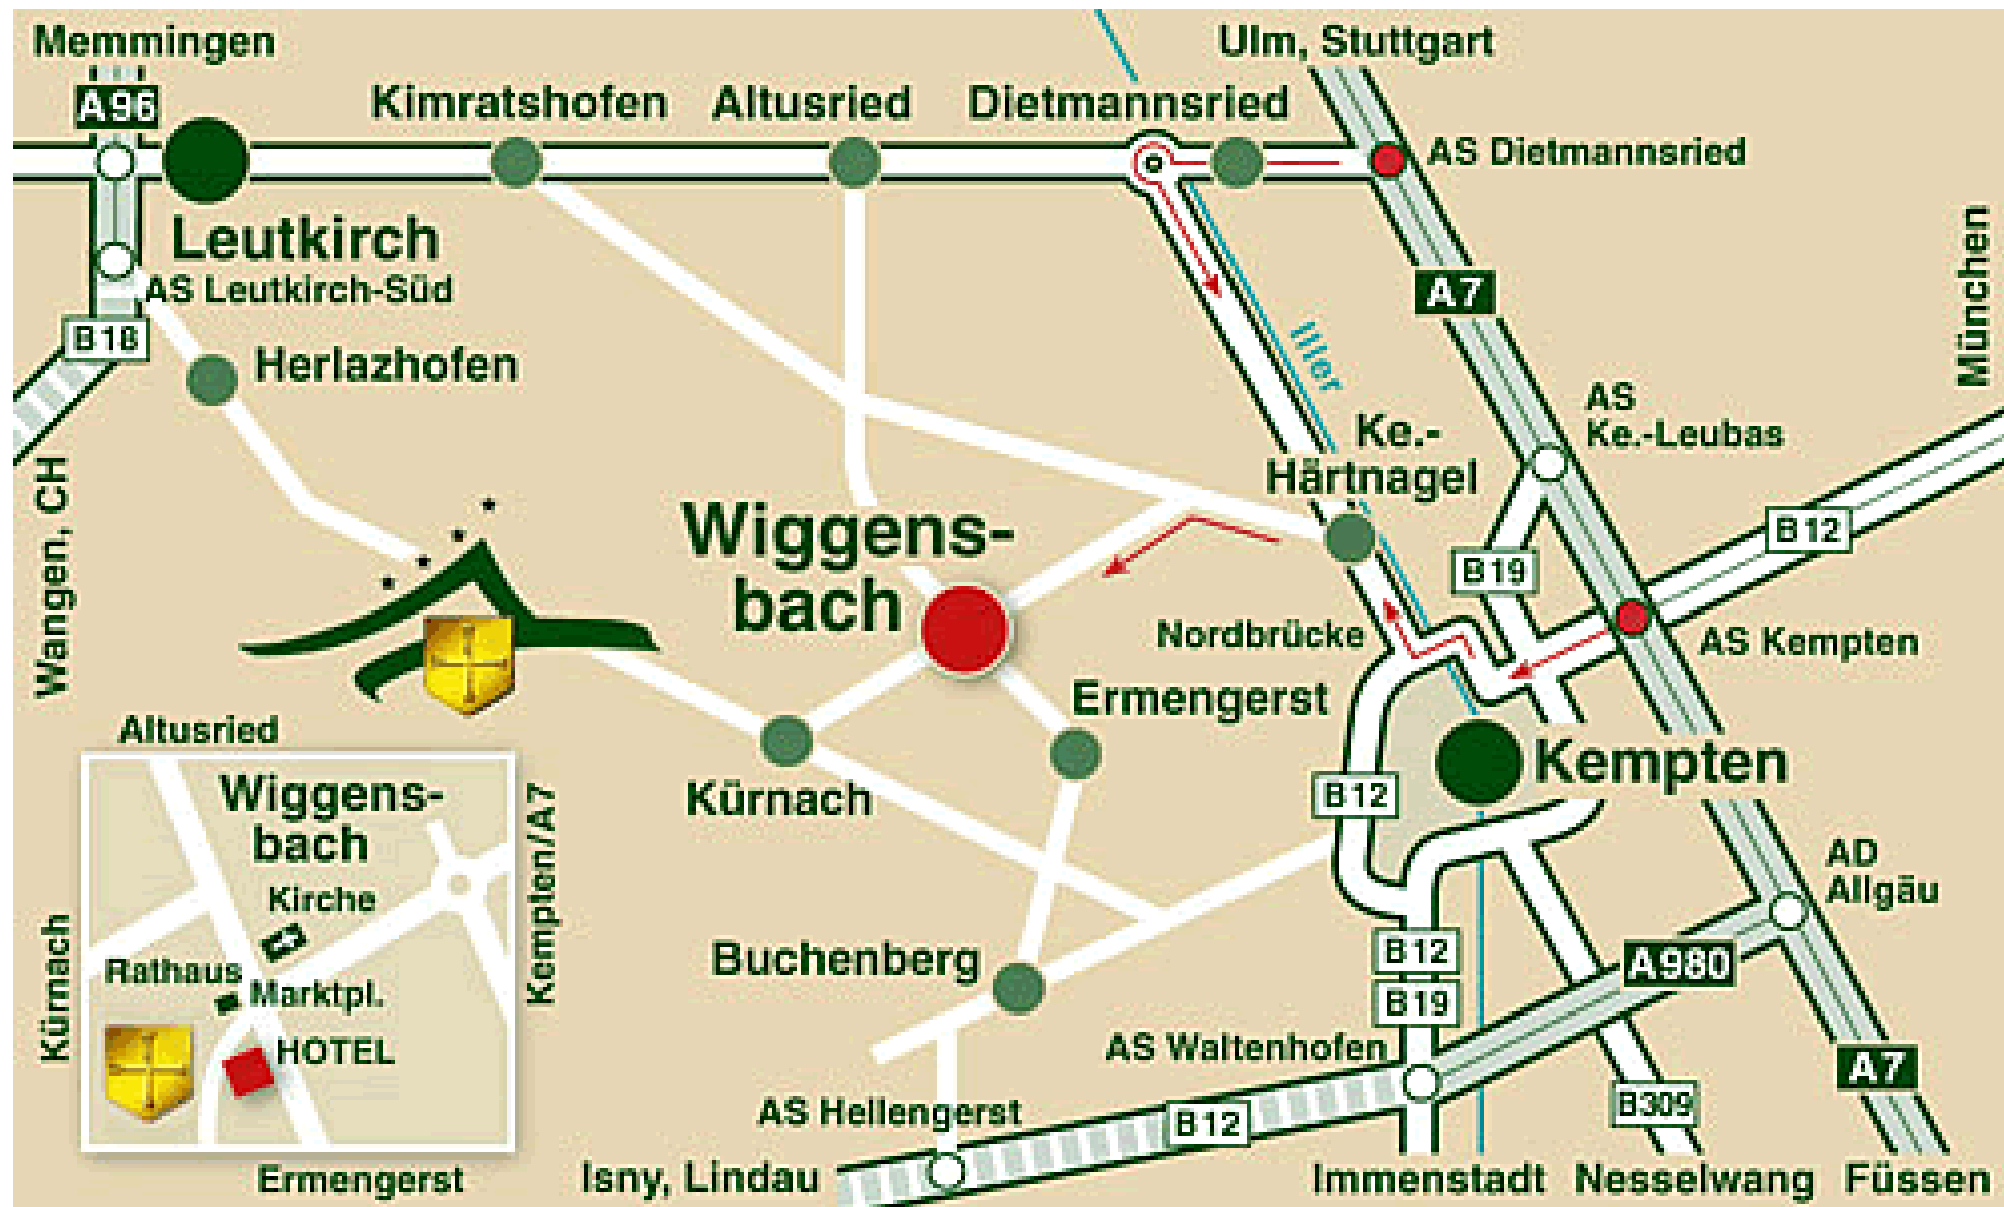 Memmingen
Ulm, Stuttgart
A96
Kimratshofen
Altusried
Dietmannsried
AS Dietmannsried
Leutkirch
AS Leutkirch-Süd
B18
Herlazhofen
Wangen, CH
A7
München
Iller
AS
Ke.-Leubas
Ke.-
Härtnagel
B12
B19
Wiggens-
bach
Nordbrücke
AS Kempten
Ermengerst
Kürnach
Kempten
B12
AD
Allgäu
Buchenberg
B12
B19
A980
AS Waltenhofen
A7
B309
AS Hellengerst
B12
Isny, Lindau
Immenstadt
Nesselwang
Füssen
Altusried
Wiggens-
bach
Kirche
Rathaus
Marktpl.
HOTEL
Kürnach
Kempten/A7
Ermengerst